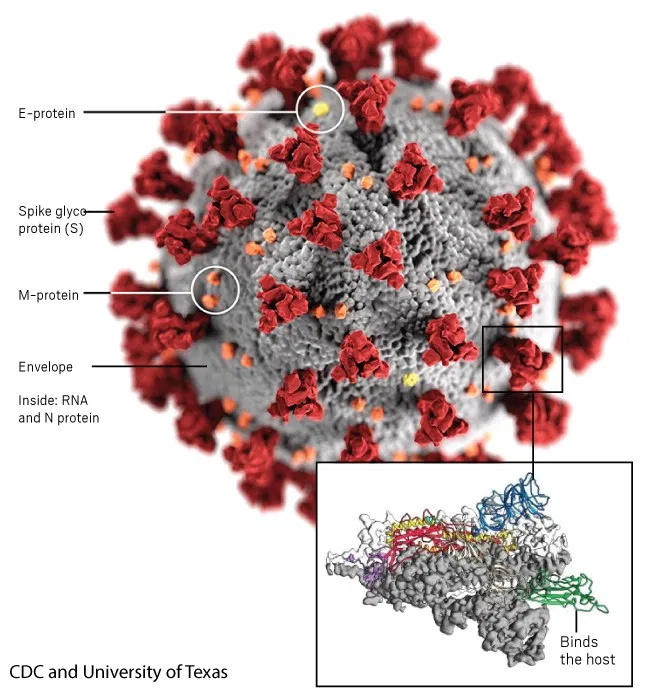 E-protein
Spike glyco
protein (S)
M-protein
Envelope
Inside: RNA
and N protein
Binds
the host
CDC and University of Texas